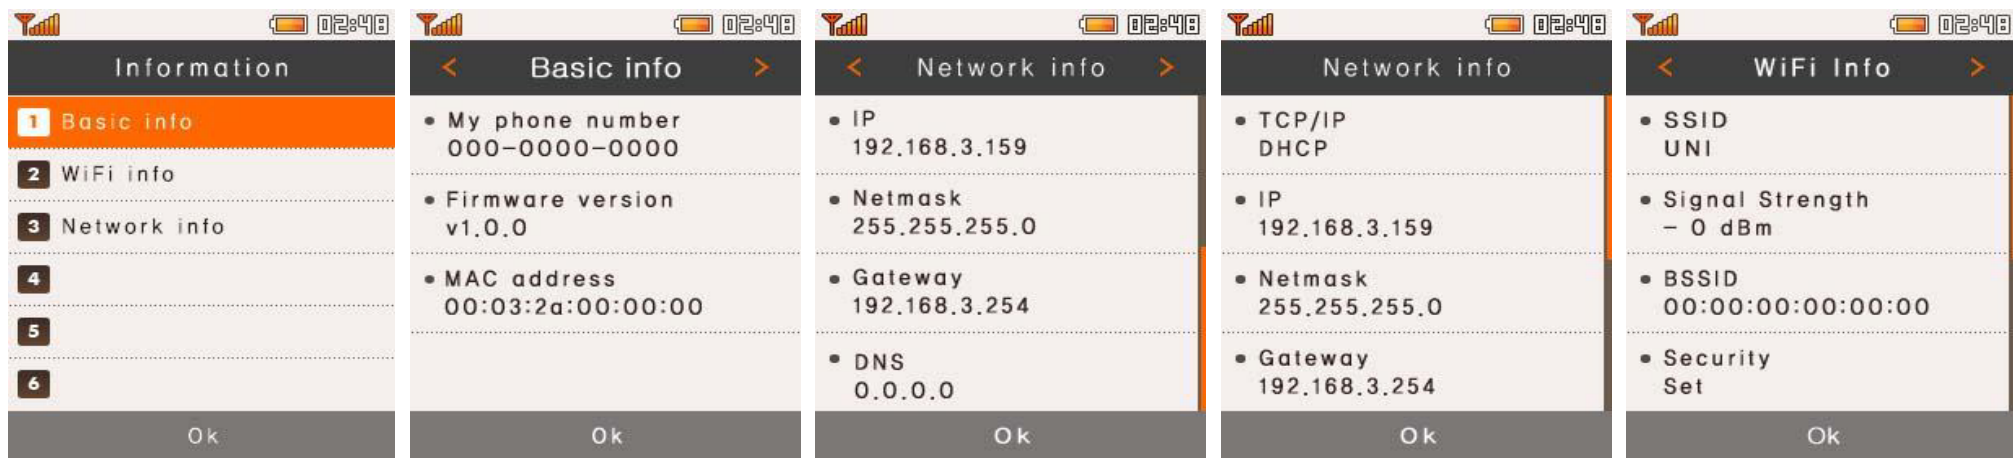 02:48
Information
1 Basic info
2 WiFi info
3 Network info
4
5
6
Ok
02:48
< Basic info >
• My phone number
000-0000-0000
• Firmware version
v1.0.0
• MAC address
00:03:2a:00:00:00
Ok
02:48
< Network info >
• IP
192.168.3.159
• Netmask
255.255.255.0
• Gateway
192.168.3.254
• DNS
0.0.0.0
Ok
02:48
Network info
• TCP/IP
DHCP
• IP
192.168.3.159
• Netmask
255.255.255.0
• Gateway
192.168.3.254
Ok
02:48
< WiFi Info >
• SSID
UNI
• Signal Strength
- 0 dBm
• BSSID
00:00:00:00:00:00
• Security
Set
Ok